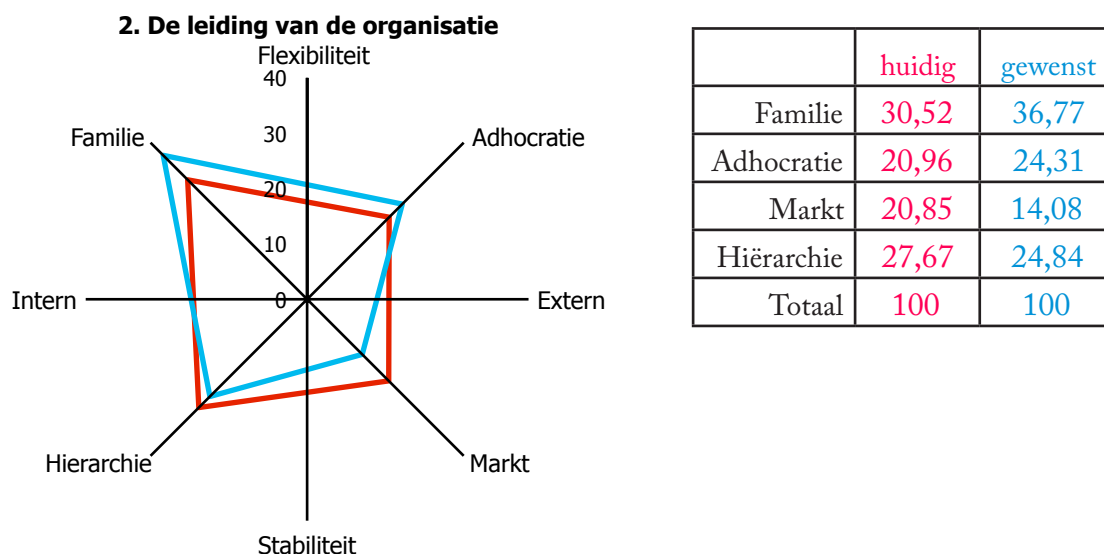 2. De leiding van de organisatie
Flexibiliteit
40
30
20
10
0
Familie
Adhocratie
Intern
Extern
Hierarchie
Markt
Stabiliteit
huidig gewenst
Familie 30,52 36,77
Adhocratie 20,96 24,31
Markt 20,85 14,08
Hiërarchie 27,67 24,84
Totaal 100 100